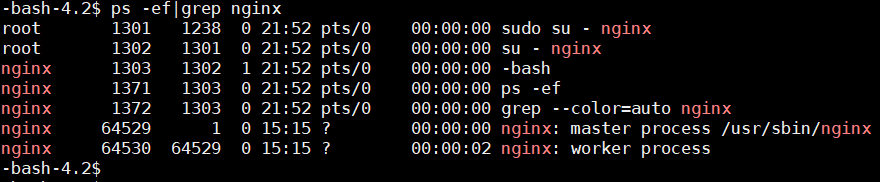 -bash-4.2$ ps -ef|grep nginx
root 1301 1238 0 21:52 pts/0 00:00:00 sudo su - nginx
root 1302 1301 0 21:52 pts/0 00:00:00 su - nginx
nginx 1303 1302 1 21:52 pts/0 00:00:00 -bash
nginx 1371 1303 0 21:52 pts/0 00:00:00 ps -ef
nginx 1372 1303 0 21:52 pts/0 00:00:00 grep --color=auto nginx
nginx 64529 1 0 15:15 ? 00:00:00 nginx: master process /usr/sbin/nginx
nginx 64530 64529 0 15:15 ? 00:00:02 nginx: worker process
-bash-4.2$